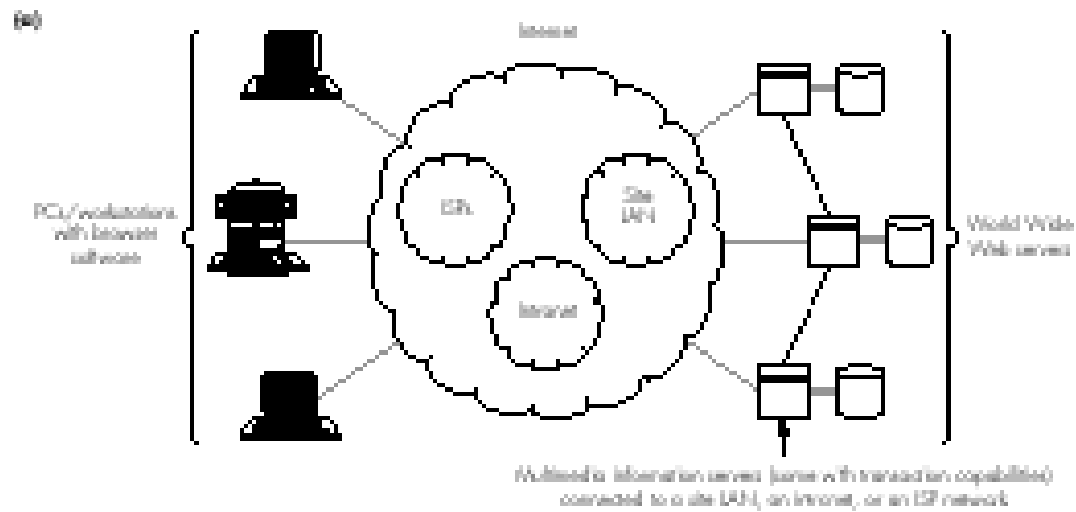 (a)
Internet
PCs/workstations
with browser
software
ISPs
Site
LAN
Intranet
World Wide
Web servers
Multimedia information servers (some with transaction capabilities)
connected to a site LAN, an intranet, or an ISP network